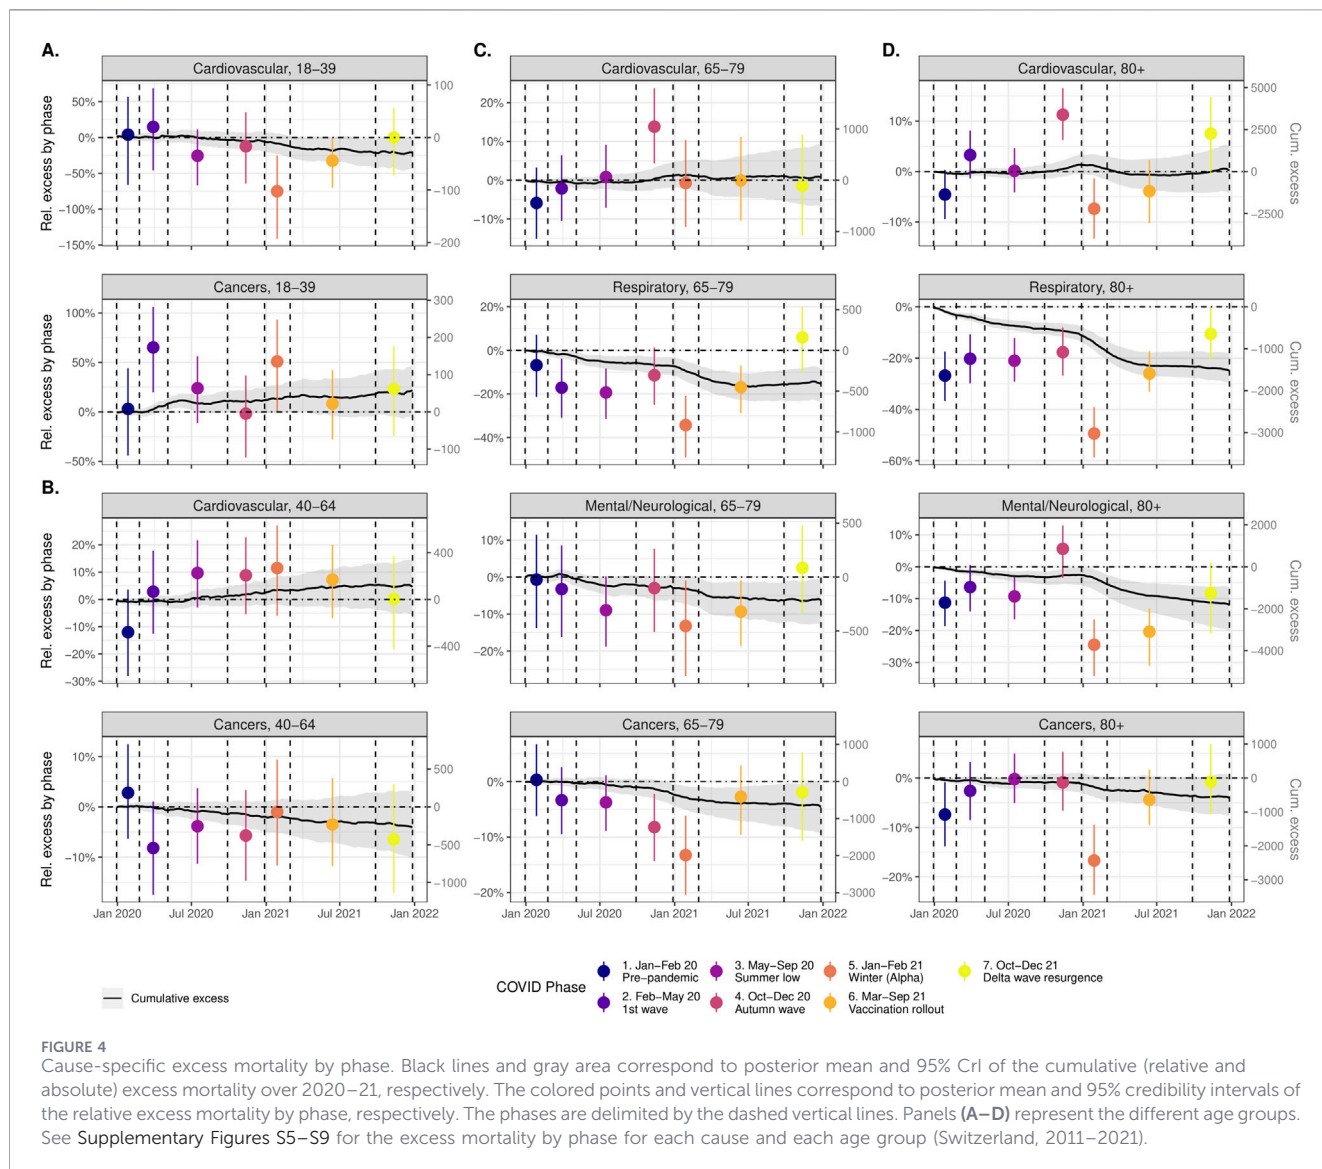 A.
C.
D.
Cardiovascular, 18−39
Cardiovascular, 65−79
Cardiovascular, 80+
Rel. excess by phase
50%
0%
−50%
−100%
−150%
100
0
−100
−200
20%
10%
0%
−10%
1000
0
−1000
10%
0%
−10%
5000
2500
0
−2500
Cum. excess
Cancers, 18−39
Respiratory, 65−79
Respiratory, 80+
Rel. excess by phase
100%
50%
0%
−50%
300
200
100
0
−100
20%
0%
−20%
−40%
500
0
−500
−1000
0%
−20%
−40%
−60%
0
−1000
−2000
−3000
Cum. excess
B.
Cardiovascular, 40−64
Mental/Neurological, 65−79
Mental/Neurological, 80+
Rel. excess by phase
20%
10%
0%
−10%
−20%
−30%
400
0
−400
10%
0%
−10%
−20%
500
0
−500
10%
0%
−10%
−20%
−30%
2000
0
−2000
−4000
Cum. excess
Cancers, 40−64
Cancers, 65−79
Cancers, 80+
Rel. excess by phase
10%
0%
−10%
500
0
−500
−1000
0%
−10%
−20%
1000
0
−1000
−2000
−3000
0%
−10%
−20%
1000
0
−1000
−2000
−3000
Cum. excess
Jan 2020 Jul 2020 Jan 2021 Jul 2021 Jan 2022
Jan 2020 Jul 2020 Jan 2021 Jul 2021 Jan 2022
Jan 2020 Jul 2020 Jan 2021 Jul 2021 Jan 2022
Cumulative excess
COVID Phase
1. Jan−Feb 20
Pre−pandemic
2. Feb−May 20
1st wave
3. May−Sep 20
Summer low
4. Oct−Dec 20
Autumn wave
5. Jan−Feb 21
Winter (Alpha)
6. Mar−Sep 21
Vaccination rollout
7. Oct−Dec 21
Delta wave resurgence
FIGURE 4
Cause-specific excess mortality by phase. Black lines and gray area correspond to posterior mean and 95% CrI of the cumulative (relative and
absolute) excess mortality over 2020–21, respectively. The colored points and vertical lines correspond to posterior mean and 95% credibility intervals of
the relative excess mortality by phase, respectively. The phases are delimited by the dashed vertical lines. Panels (A–D) represent the different age groups.
See Supplementary Figures S5–S9 for the excess mortality by phase for each cause and each age group (Switzerland, 2011–2021).